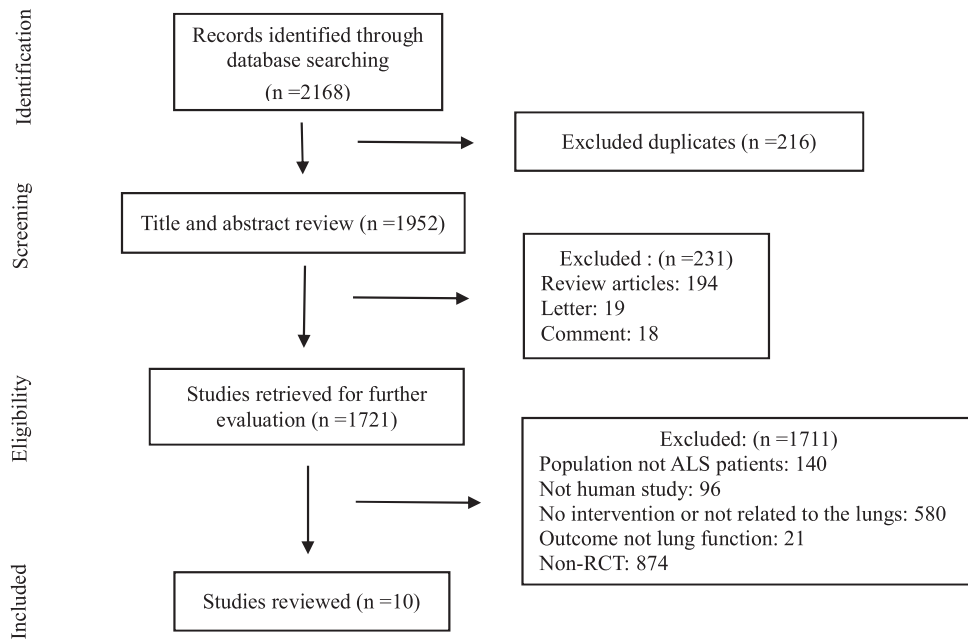 Identification
Records identified through
database searching
(n =2168)
Excluded duplicates (n =216)
Screening
Title and abstract review (n =1952)
Excluded : (n =231)
Review articles: 194
Letter: 19
Comment: 18
Eligibility
Studies retrieved for further
evaluation (n =1721)
Excluded: (n =1711)
Population not ALS patients: 140
Not human study: 96
No intervention or not related to the lungs: 580
Outcome not lung function: 21
Non-RCT: 874
Included
Studies reviewed (n =10)